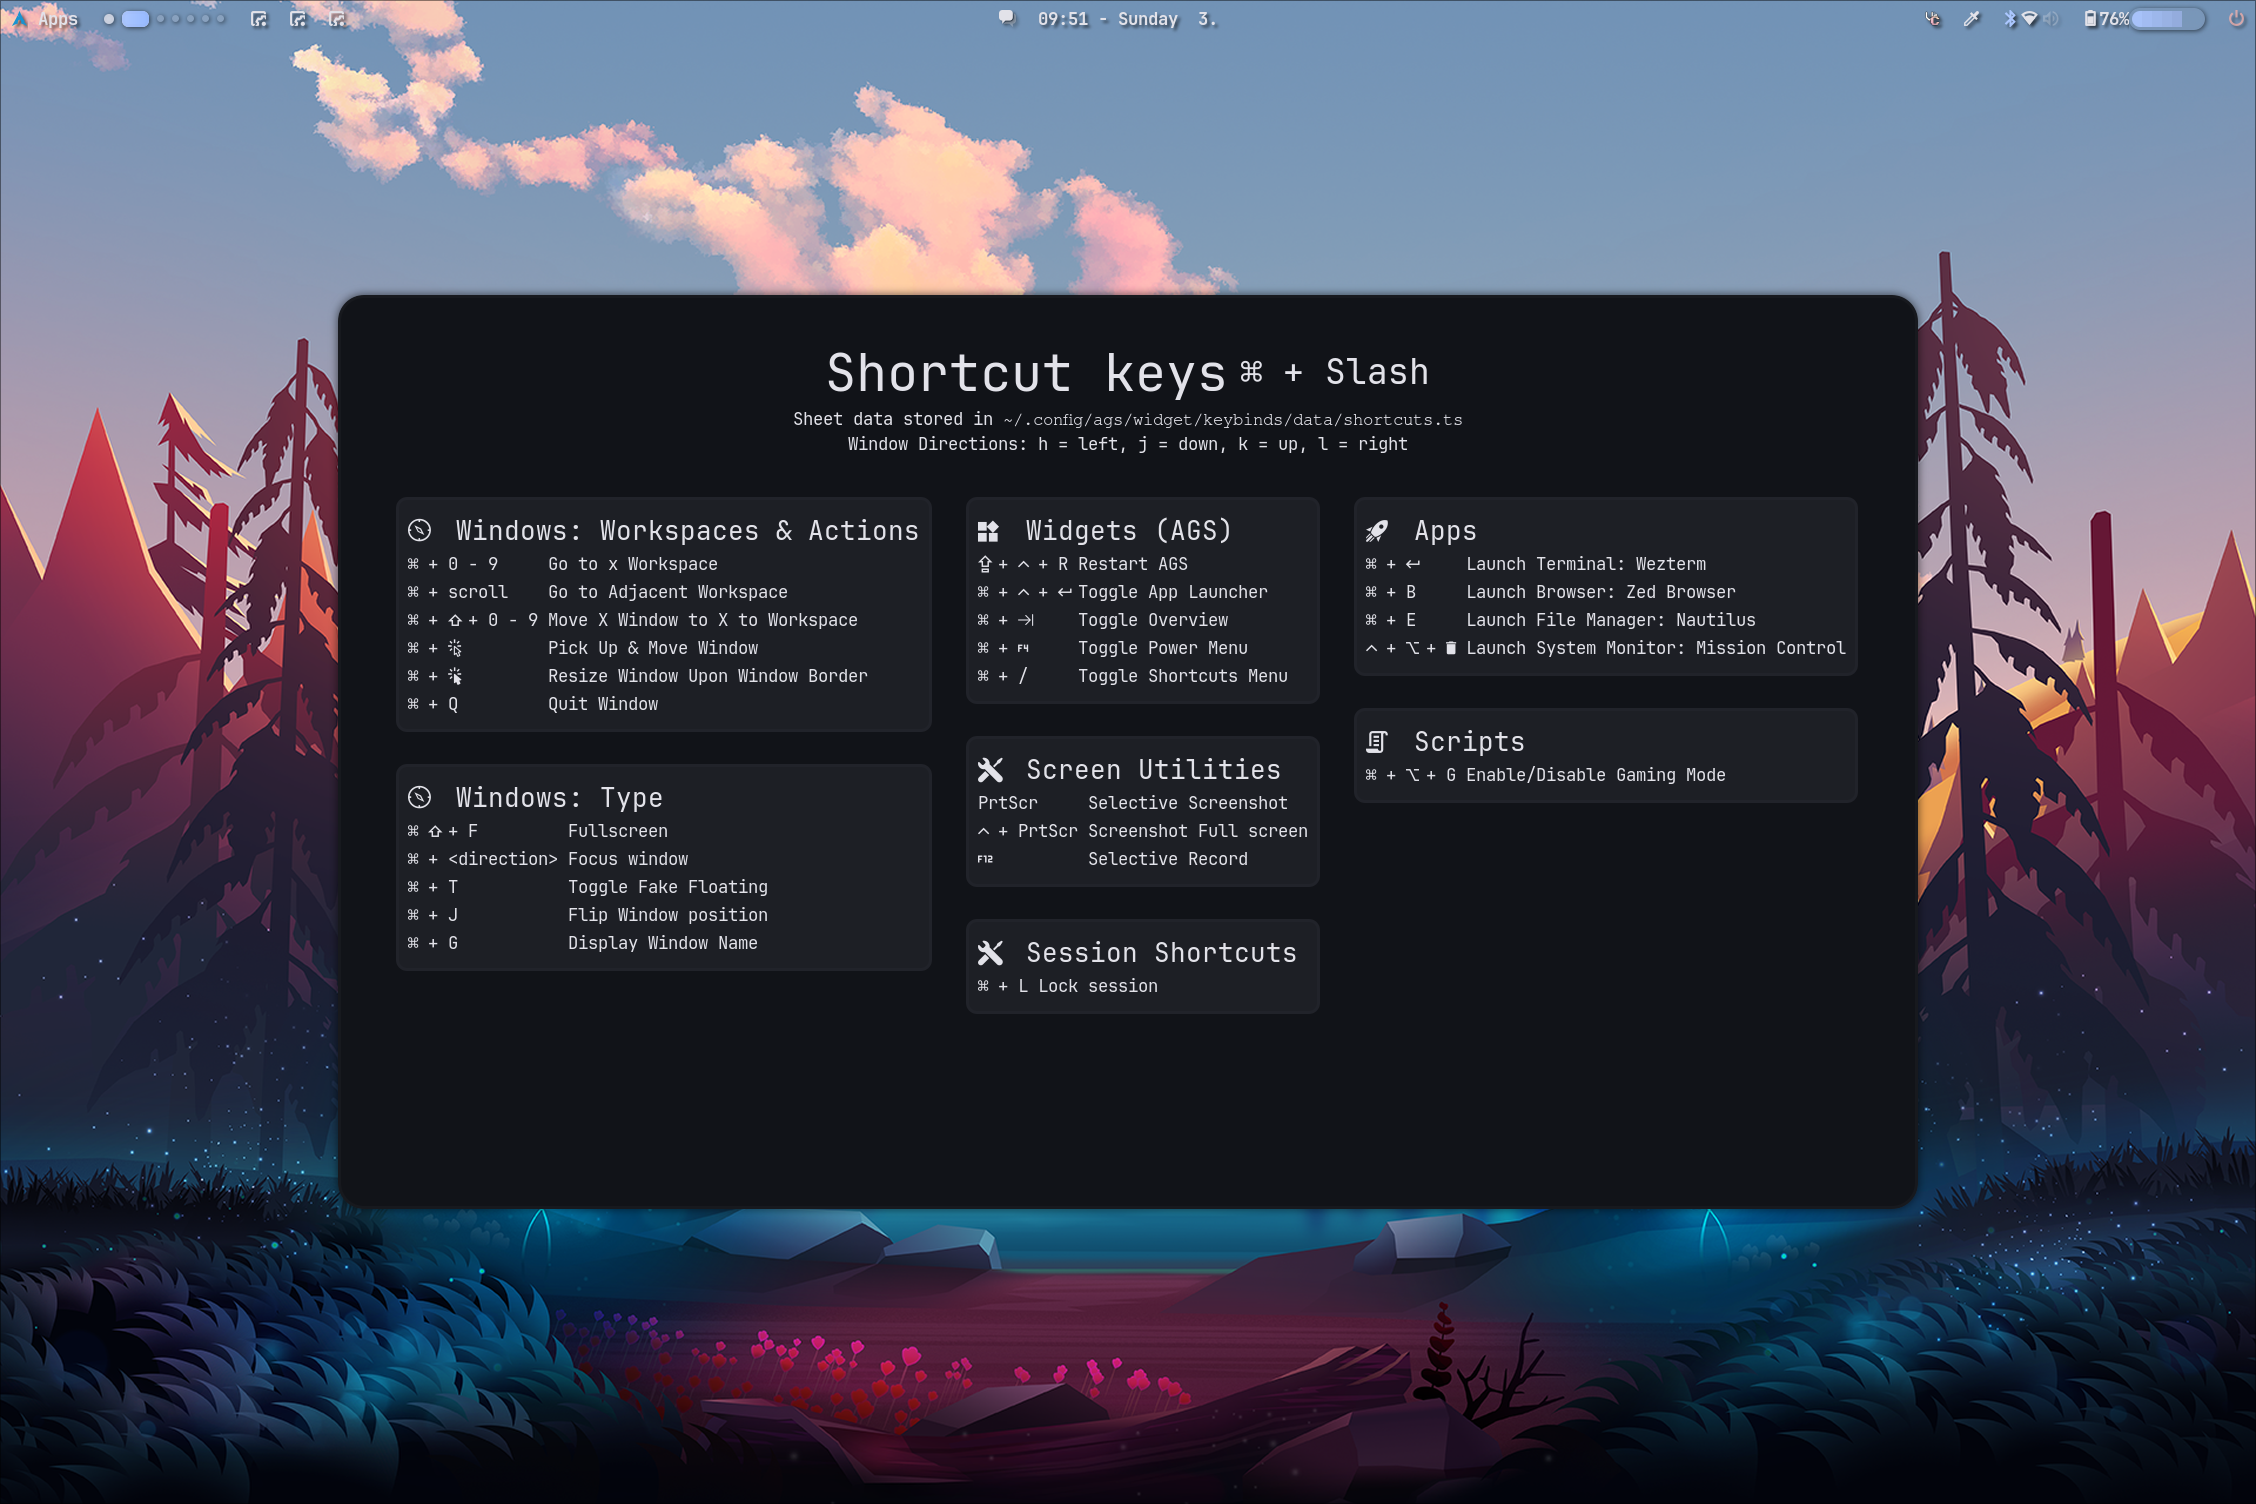 Apps
09:51 - Sunday 3.
76%
Shortcut keys ⌘ + Slash
Sheet data stored in ~/.config/ags/widget/keybinds/data/shortcuts.ts
Window Directions: h = left, j = down, k = up, l = right
Windows: Workspaces & Actions
⌘ + 0 - 9 Go to x Workspace
⌘ + scroll Go to Adjacent Workspace
⌘ + ⇧ + 0 - 9 Move X Window to X to Workspace
⌘ + Pick Up & Move Window
⌘ + Resize Window Upon Window Border
⌘ + Q Quit Window
Windows: Type
⌘ ⇧ + F Fullscreen
⌘ + <direction> Focus window
⌘ + T Toggle Fake Floating
⌘ + J Flip Window position
⌘ + G Display Window Name
Widgets (AGS)
⇪ + ^ + R Restart AGS
⌘ + ^ + ↵ Toggle App Launcher
⌘ + ⇥ Toggle Overview
⌘ + F4 Toggle Power Menu
⌘ + / Toggle Shortcuts Menu
Screen Utilities
PrtScr Selective Screenshot
^ + PrtScr Screenshot Full screen
F12 Selective Record
Session Shortcuts
⌘ + L Lock session
Apps
⌘ + ↵ Launch Terminal: Wezterm
⌘ + B Launch Browser: Zed Browser
⌘ + E Launch File Manager: Nautilus
^ + ⌥ + Launch System Monitor: Mission Control
Scripts
⌘ + ⌥ + G Enable/Disable Gaming Mode